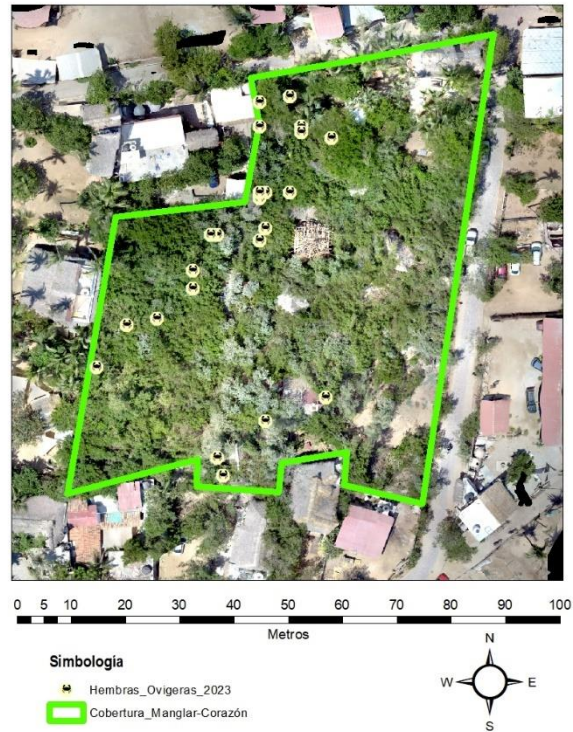 0 5 10 20 30 40 50 60 70 80 90 100
Metros
Simbología
Hembras_Ovigeras_2023
Cobertura_Manglar-Corazón
N
W E
S